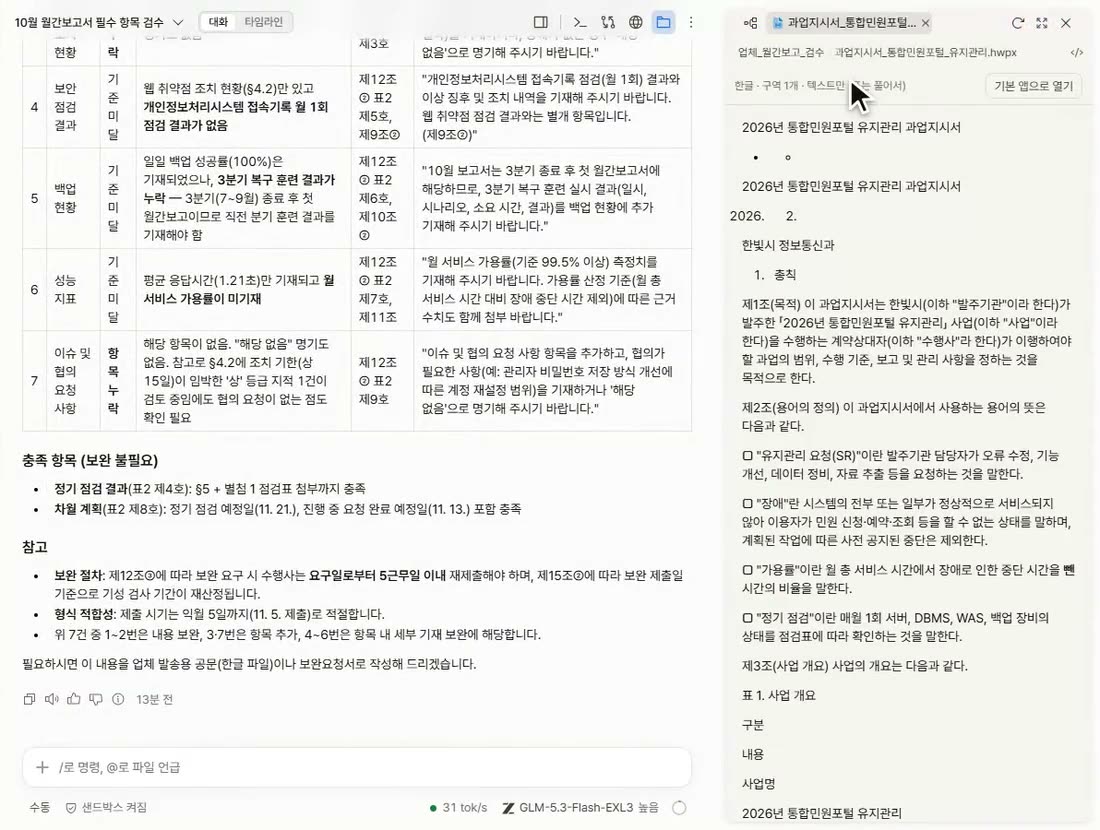 10월 월간보고서 필수 항목 검수 대화 타임라인
현황 락 제3호, 없음'으로 명기해 주시기 바랍니다."
4 보안 점검 결과 기준 미달 웹 취약점 조치 현황(§4.2)만 있고 개인정보처리시스템 접속기록 월 1회 점검 결과가 없음 제12조② 표2 제5호, 제9조② "개인정보처리시스템 접속기록 점검(월 1회) 결과와 이상 징후 및 조치 내역을 기재해 주시기 바랍니다. 웹 취약점 점검 결과와는 별개 항목입니다. (제9조②)"
5 백업 현황 기준 미달 일일 백업 성공률(100%)은 기재되었으나, 3분기 복구 훈련 결과가 누락 — 3분기(7~9월) 종료 후 첫 월간보고이므로 직전 분기 훈련 결과를 기재해야 함 제12조② 표2 제6호, 제10조② "10월 보고서는 3분기 종료 후 첫 월간보고서에 해당하므로, 3분기 복구 훈련 실시 결과(일시, 시나리오, 소요 시간, 결과)를 백업 현황에 추가 기재해 주시기 바랍니다."
6 성능 지표 기준 미달 평균 응답시간(1.21초)만 기재되고 월 서비스 가용률이 미기재 제12조② 표2 제7호, 제11조 "월 서비스 가용률(기준 99.5% 이상) 측정치를 기재해 주시기 바랍니다. 가용률 산정 기준(월 총 서비스 시간 대비 장애 중단 시간 제외)에 따른 근거 수치도 함께 첨부 바랍니다."
7 이슈 및 협의 요청 사항 항목 누락 해당 항목이 없음. "해당 없음" 명기도 없음. 참고로 §4.2에 조치 기한(상 15일)이 임박한 '상' 등급 지적 1건이 검토 중임에도 협의 요청이 없는 점도 확인 필요 제12조② 표2 제9호 "이슈 및 협의 요청 사항 항목을 추가하고, 협의가 필요한 사항(예: 관리자 비밀번호 저장 방식 개선에 따른 계정 재설정 범위)을 기재하거나 '해당 없음'으로 명기해 주시기 바랍니다."
충족 항목 (보완 불필요)
• 정기 점검 결과(표2 제4호): §5 + 별첨 1 점검표 첨부까지 충족
• 차월 계획(표2 제8호): 정기 점검 예정일(11. 21.), 진행 중 요청 완료 예정일(11. 13.) 포함 충족
참고
• 보완 절차: 제12조③에 따라 보완 요구 시 수행사는 요구일로부터 5근무일 이내 재제출해야 하며, 제15조②에 따라 보완 제출일
기준으로 기성 검사 기간이 재산정됩니다.
• 형식 적합성: 제출 시기는 익월 5일까지(11. 5. 제출)로 적절합니다.
• 위 7건 중 1~2번은 내용 보완, 3·7번은 항목 추가, 4~6번은 항목 내 세부 기재 보완에 해당합니다.
필요하시면 이 내용을 업체 발송용 공문(한글 파일)이나 보완요청서로 작성해 드리겠습니다.
13분 전
/로 명령, @로 파일 언급
수동 샌드박스 켜짐 31 tok/s GLM-5.3-Flash-EXL3 높음
과업지시서_통합민원포털...
업체_월간보고_검수 과업지시서_통합민원포털_유지관리.hwpx
한글 · 구역 1개 · 텍스트만 풀어서) 기본 앱으로 열기
2026년 통합민원포털 유지관리 과업지시서
2026년 통합민원포털 유지관리 과업지시서
2026. 2.
한빛시 정보통신과
1. 총칙
제1조(목적) 이 과업지시서는 한빛시(이하 "발주기관"이라 한다)가
발주한 「2026년 통합민원포털 유지관리」 사업(이하 "사업"이라
한다)을 수행하는 계약상대자(이하 "수행사"라 한다)가 이행하여야
할 과업의 범위, 수행 기준, 보고 및 관리 사항을 정하는 것을
목적으로 한다.
제2조(용어의 정의) 이 과업지시서에서 사용하는 용어의 뜻은
다음과 같다.
▢ "유지관리 요청(SR)"이란 발주기관 담당자가 오류 수정, 기능
개선, 데이터 정비, 자료 추출 등을 요청하는 것을 말한다.
▢ "장애"란 시스템의 전부 또는 일부가 정상적으로 서비스되지
않아 이용자가 민원 신청·예약·조회 등을 할 수 없는 상태를 말하며,
계획된 작업에 따른 사전 공지된 중단은 제외한다.
▢ "가용률"이란 월 총 서비스 시간에서 장애로 인한 중단 시간을 뺀
시간의 비율을 말한다.
▢ "정기 점검"이란 매월 1회 서버, DBMS, WAS, 백업 장비의
상태를 점검표에 따라 확인하는 것을 말한다.
제3조(사업 개요) 사업의 개요는 다음과 같다.
표 1. 사업 개요
구분
내용
사업명
2026년 통합민원포털 유지관리